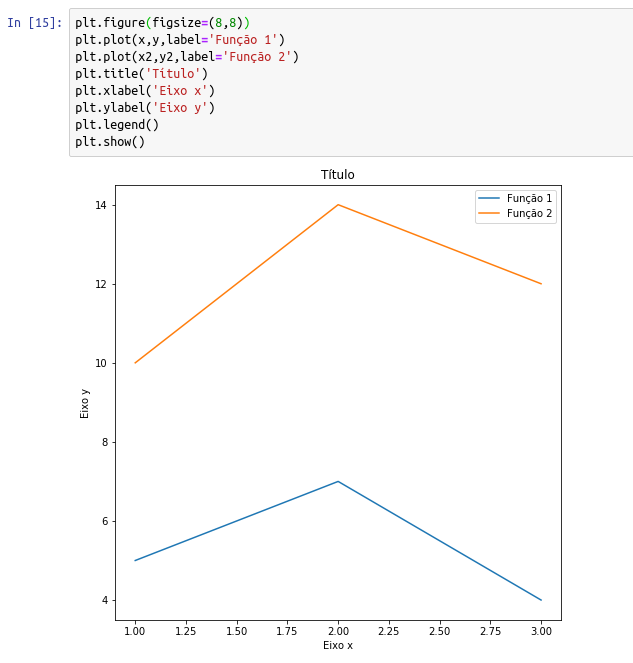 In [15]: plt.figure(figsize=(8,8))
plt.plot(x,y,label='Função 1')
plt.plot(x2,y2,label='Função 2')
plt.title('Título')
plt.xlabel('Eixo x')
plt.ylabel('Eixo y')
plt.legend()
plt.show()
Título
Função 1
Função 2
14
12
10
8
6
4
Eixo y
1.00 1.25 1.50 1.75 2.00 2.25 2.50 2.75 3.00
Eixo x